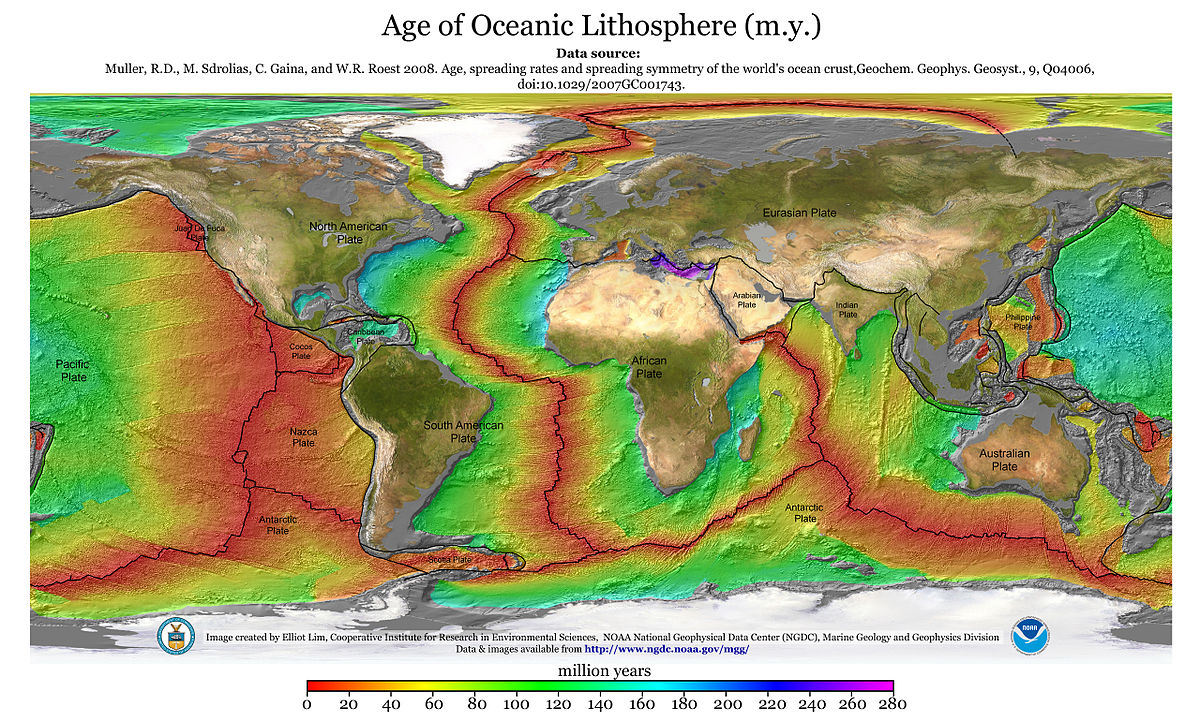 Age of Oceanic Lithosphere (m.y.)
Data source:
Muller, R.D., M. Sdrolias, C. Gaina, and W.R. Roest 2008. Age, spreading rates and spreading symmetry of the world's ocean crust,Geochem. Geophys. Geosyst., 9, Q04006,
doi:10.1029/2007GC001743.
Juan De Fuca
Plate
North American
Plate
Eurasian Plate
Arabian
Plate
Indian
Plate
Philippine
Plate
Caribbean
Plate
Cocos
Plate
Pacific
Plate
African
Plate
Nazca
Plate
South American
Plate
Australian
Plate
Antarctic
Plate
Antarctic
Plate
Scotia Plate
Image created by Elliot Lim, Cooperative Institute for Research in Environmental Sciences, NOAA National Geophysical Data Center (NGDC), Marine Geology and Geophysics Division
Data & images available from http://www.ngdc.noaa.gov/mgg/
NOAA
million years
0 20 40 60 80 100 120 140 160 180 200 220 240 260 280